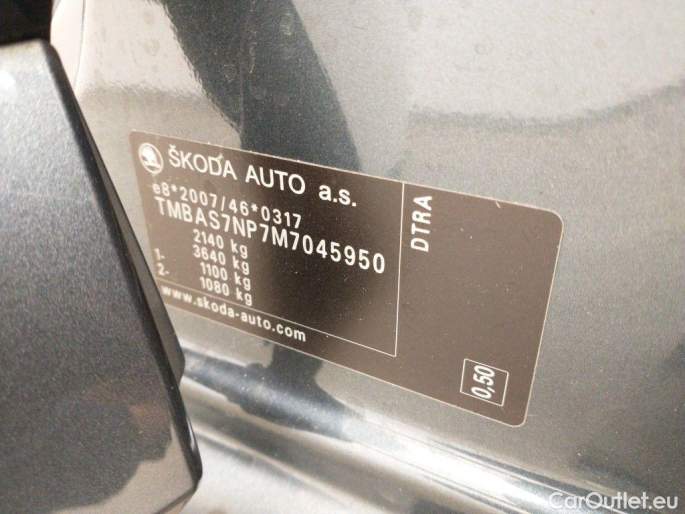 ŠKODA AUTO a.s.
e8*2007/46*0317
TMBAS7NP7M7045950
2140 kg
3640 kg
1- 1100 kg
2- 1080 kg
www.skoda-auto.com
DTRA
0,50
CarOutlet.eu